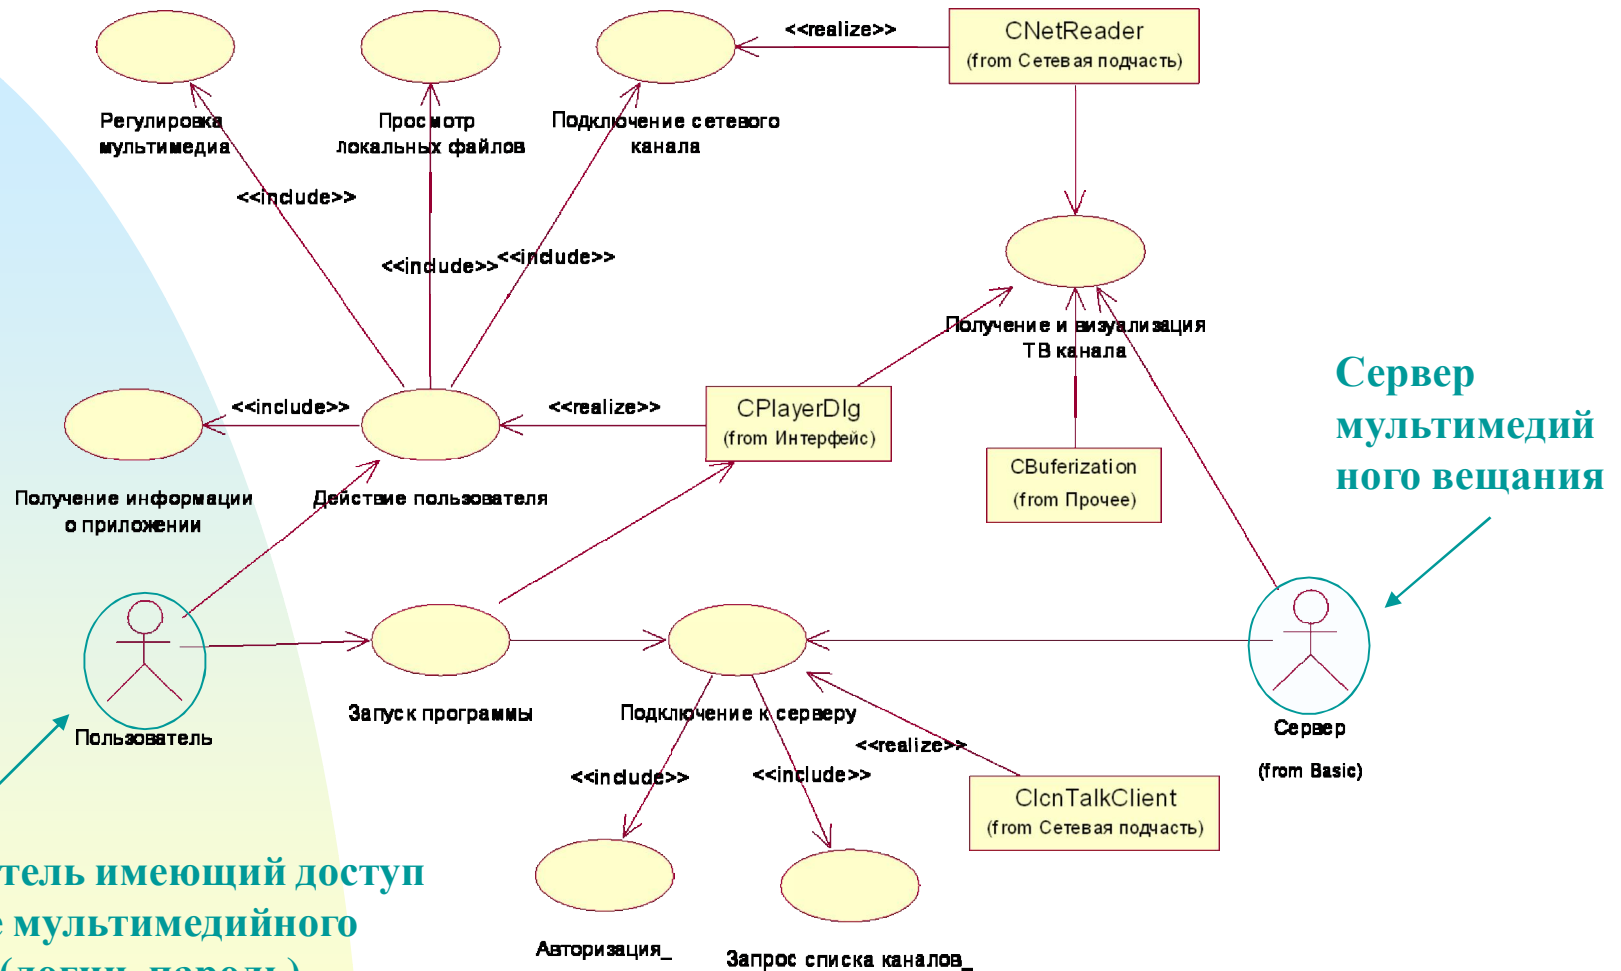 <<realize>>
CNetReader
(from Сетевая подчасть)
Регулировка
мультимедиа
Просмотр
локальных файлов
Подключение сетевого
канала
<<include>>
<<include>>
<<include>>
Получение и визуализация
ТВ канала
Сервер
мультимедий
ного вещания
<<include>>
<<realize>>
CPlayerDlg
(from Интерфейс)
CBuferization
(from Прочее)
Получение информации
о приложении
Действие пользователя
Пользователь
Запуск программы
Подключение к серверу
Сервер
(from Basic)
<<realize>>
<<include>>
<<include>>
ClcnTalkClient
(from Сетевая подчасть)
имеющий доступ
мультимедийного
Авторизация_
Запрос списка каналов_